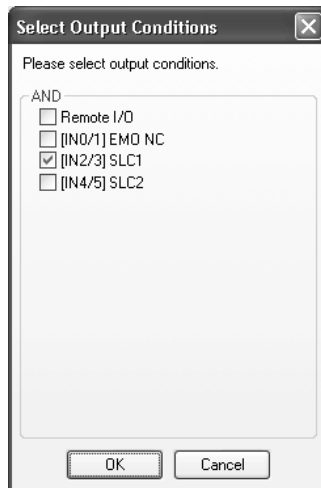 Select Output Conditions
Please select output conditions.
AND
Remote I/O
[IN0/1] EMO NC
[IN2/3] SLC1
[IN4/5] SLC2
OK
Cancel